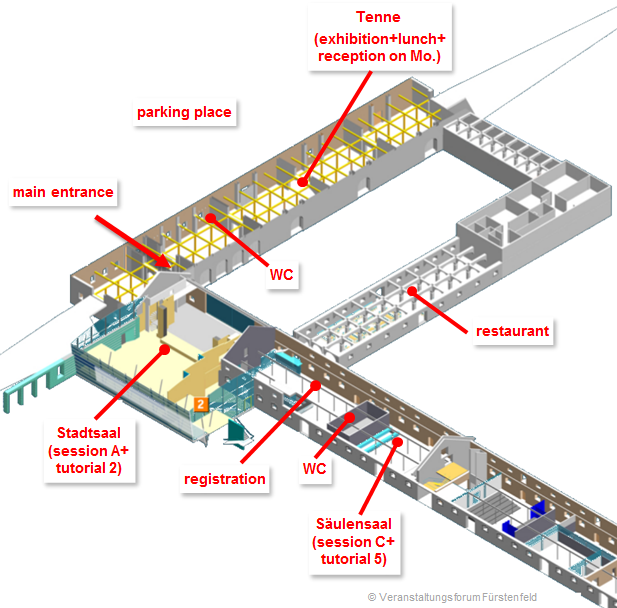 Tenne
(exhibition+lunch+
reception on Mo.)
parking place
main entrance
WC
restaurant
2
Stadtsaal
(session A+
tutorial 2)
registration
WC
Säulensaal
(session C+
tutorial 5)
© Veranstaltungsforum Fürstenfeld